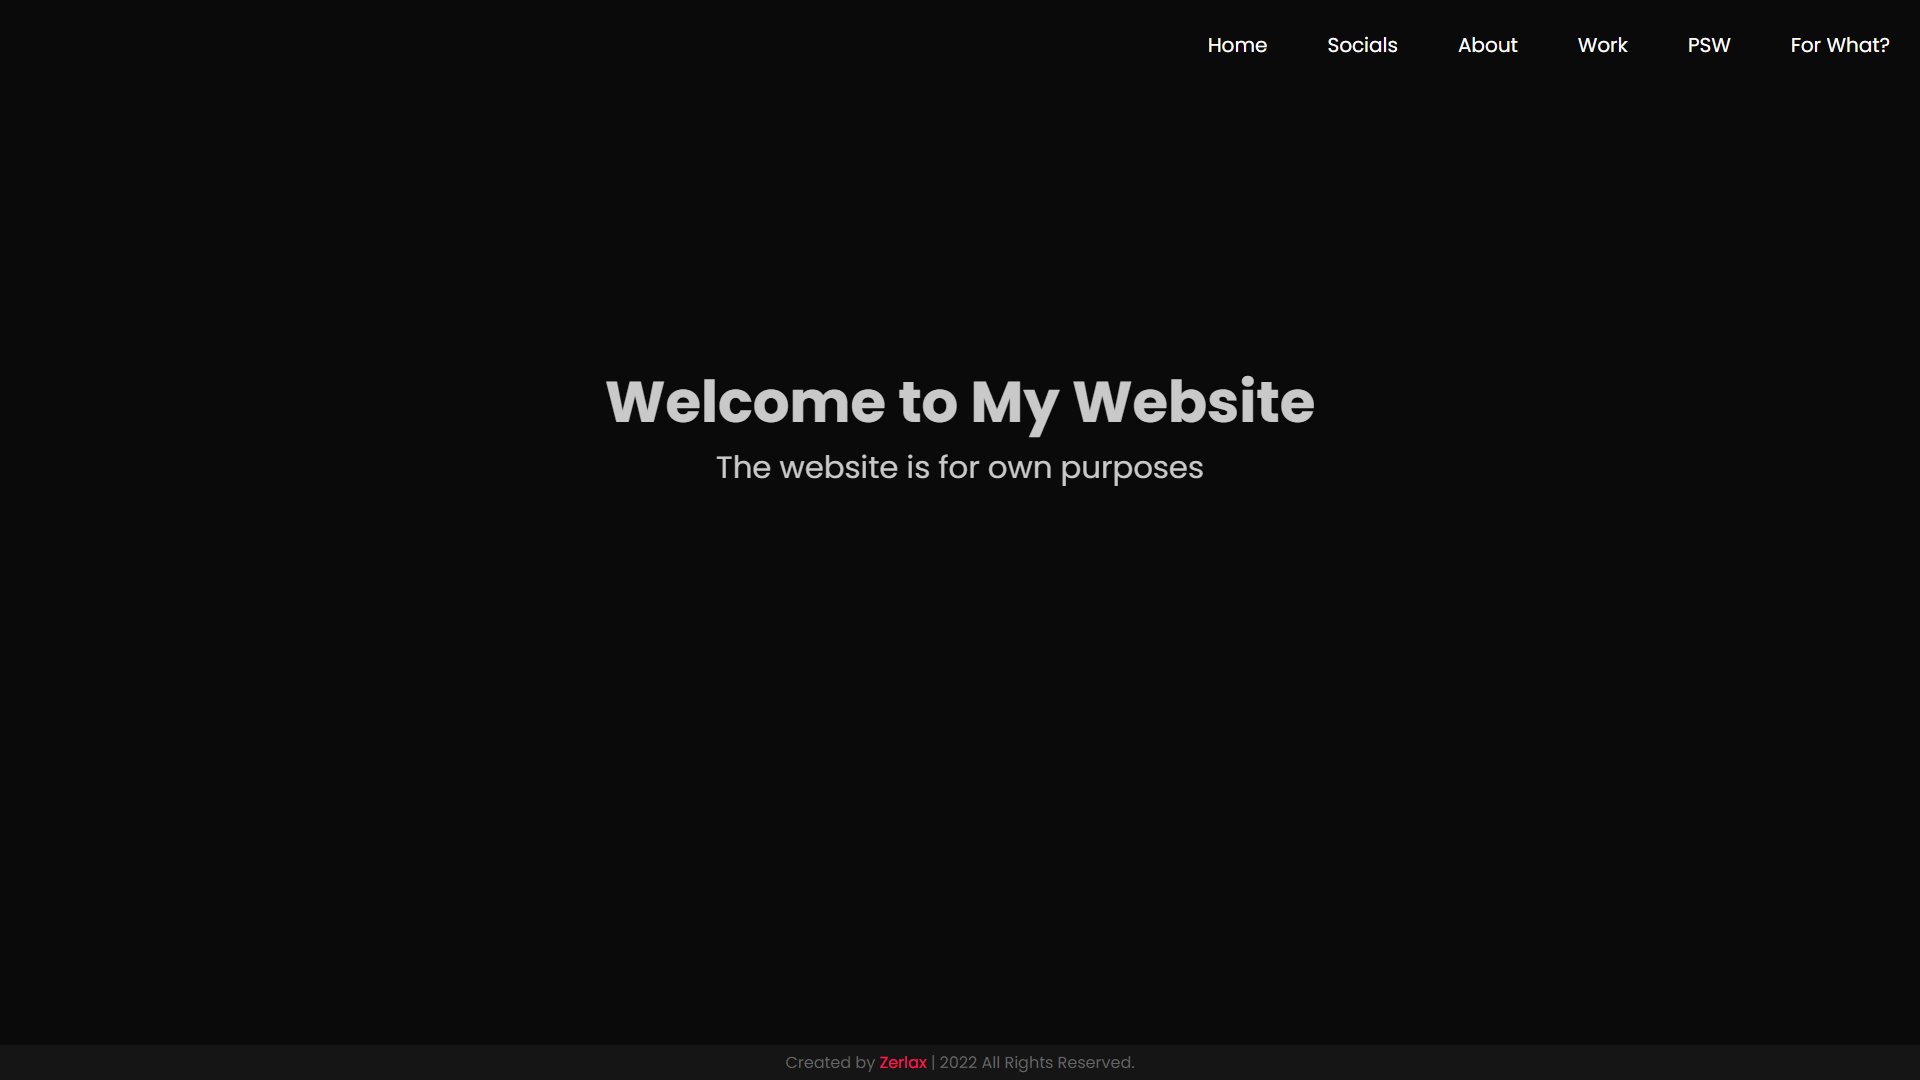 Home Socials About Work PSW For What?
Welcome to My Website
The website is for own purposes
Created by Zerlax | 2022 All Rights Reserved.